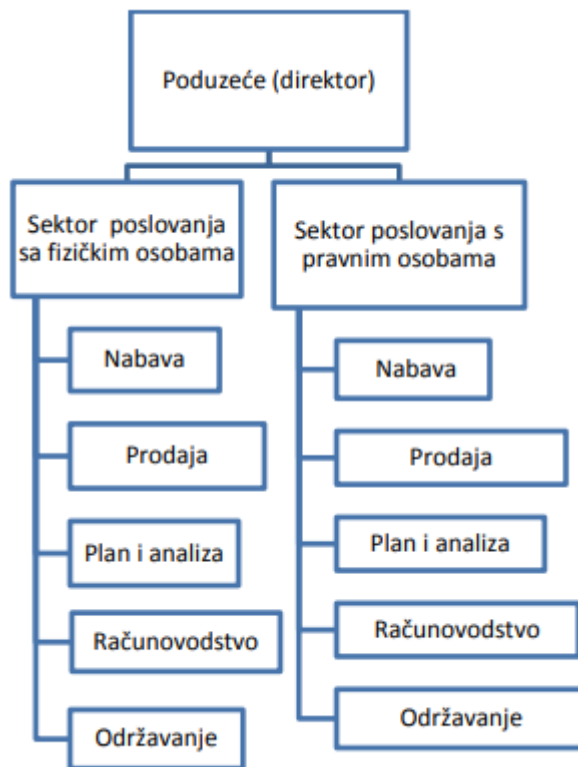 Poduzeće (direktor)
Sektor poslovanja
sa fizičkim osobama
Nabava
Prodaja
Plan i analiza
Računovodstvo
Održavanje
Sektor poslovanja s
pravnim osobama
Nabava
Prodaja
Plan i analiza
Računovodstvo
Održavanje